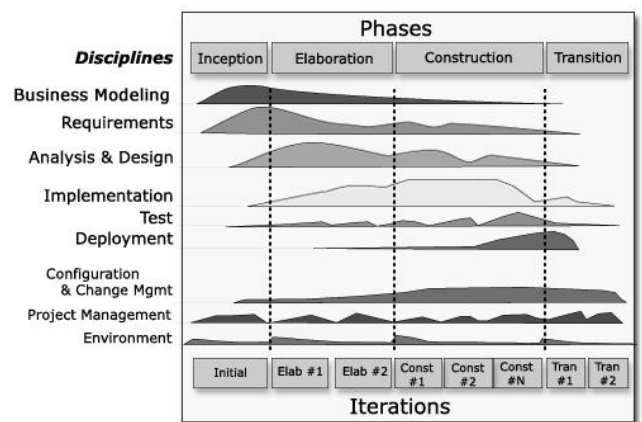 Phases
Disciplines
Inception Elaboration Construction Transition
Business Modeling
Requirements
Analysis & Design
Implementation
Test
Deployment
Configuration
& Change Mgmt
Project Management
Environment
Initial Elab #1 Elab #2 Const #1 Const #2 Const #N Tran #1 Tran #2
Iterations